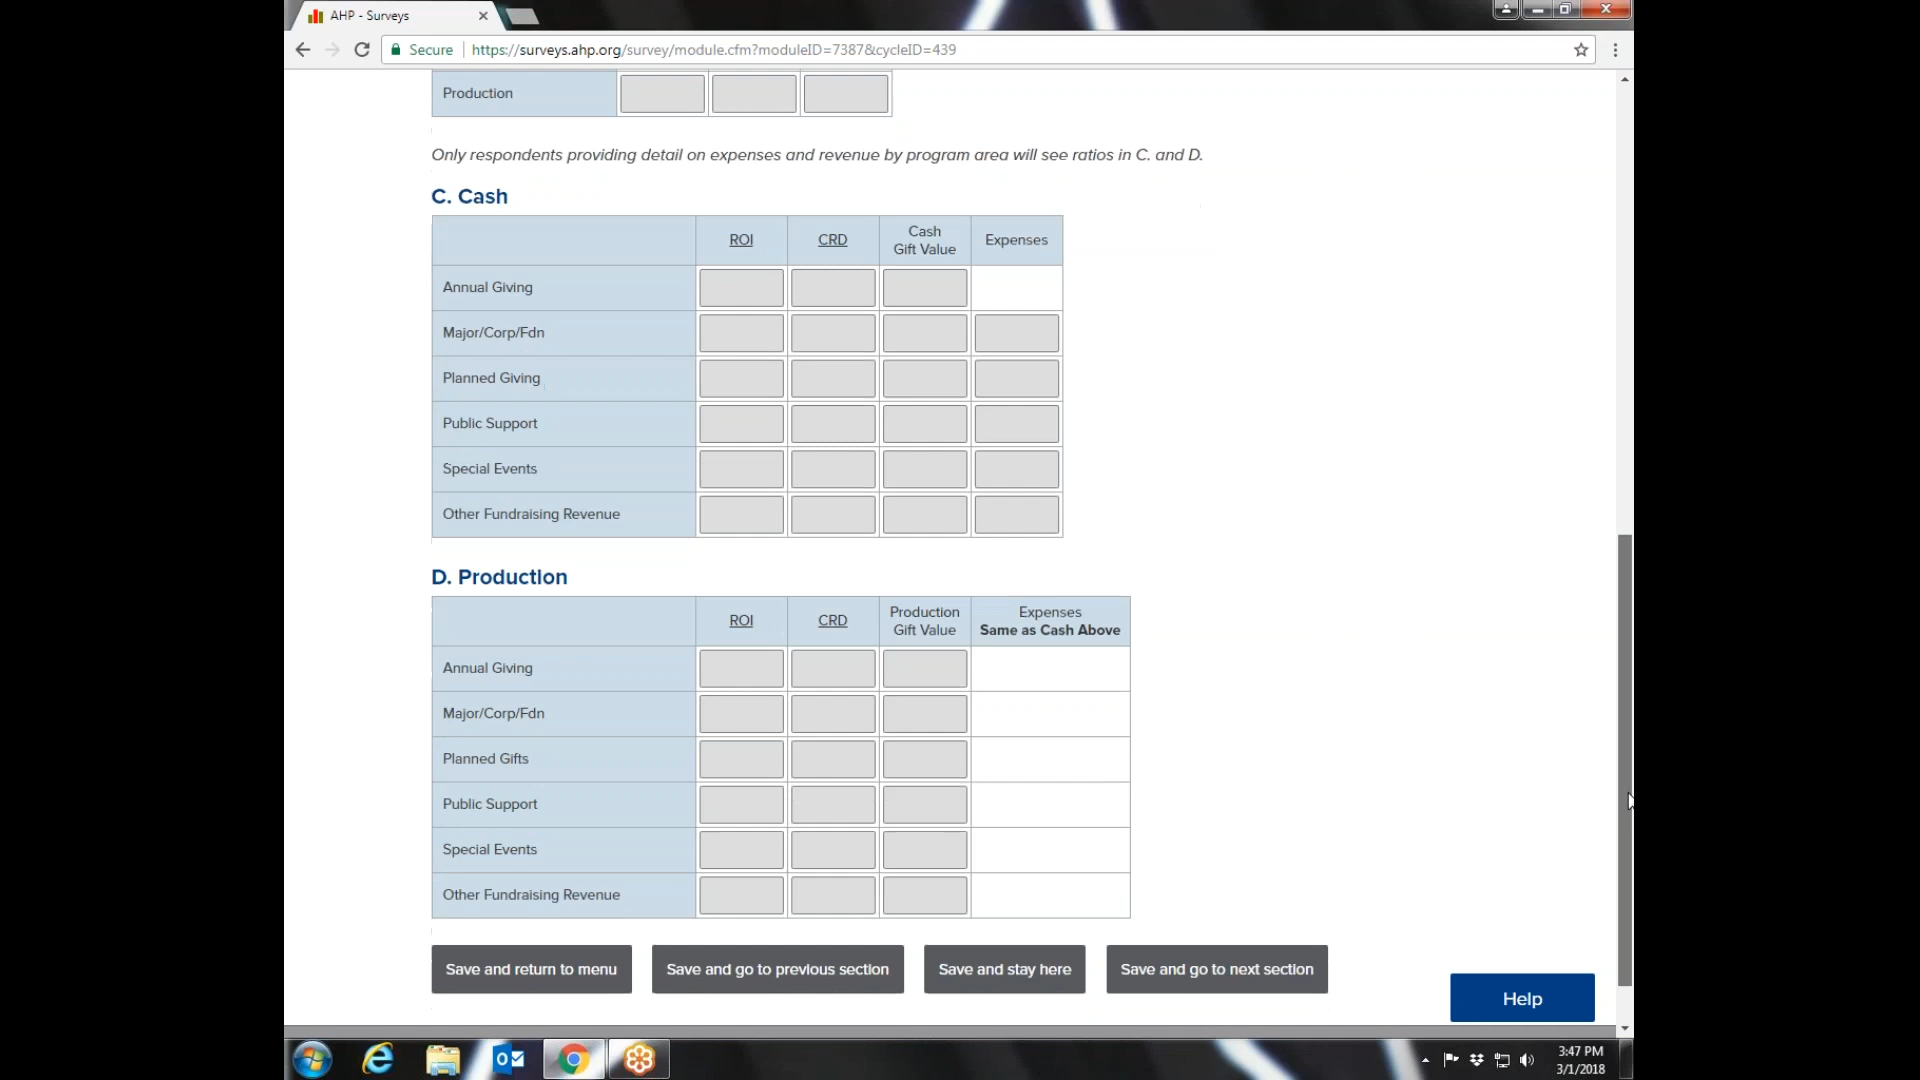 AHP - Surveys
Secure https://surveys.ahp.org/survey/module.cfm?moduleID=7387&cycleID=439
Production
Only respondents providing detail on expenses and revenue by program area will see ratios in C. and D.
C. Cash
ROI CRD Cash Gift Value Expenses
Annual Giving
Major/Corp/Fdn
Planned Giving
Public Support
Special Events
Other Fundraising Revenue
D. Production
ROI CRD Production Gift Value Expenses Same as Cash Above
Annual Giving
Major/Corp/Fdn
Planned Gifts
Public Support
Special Events
Other Fundraising Revenue
Save and return to menu Save and go to previous section Save and stay here Save and go to next section
Help
3:47 PM
3/1/2018